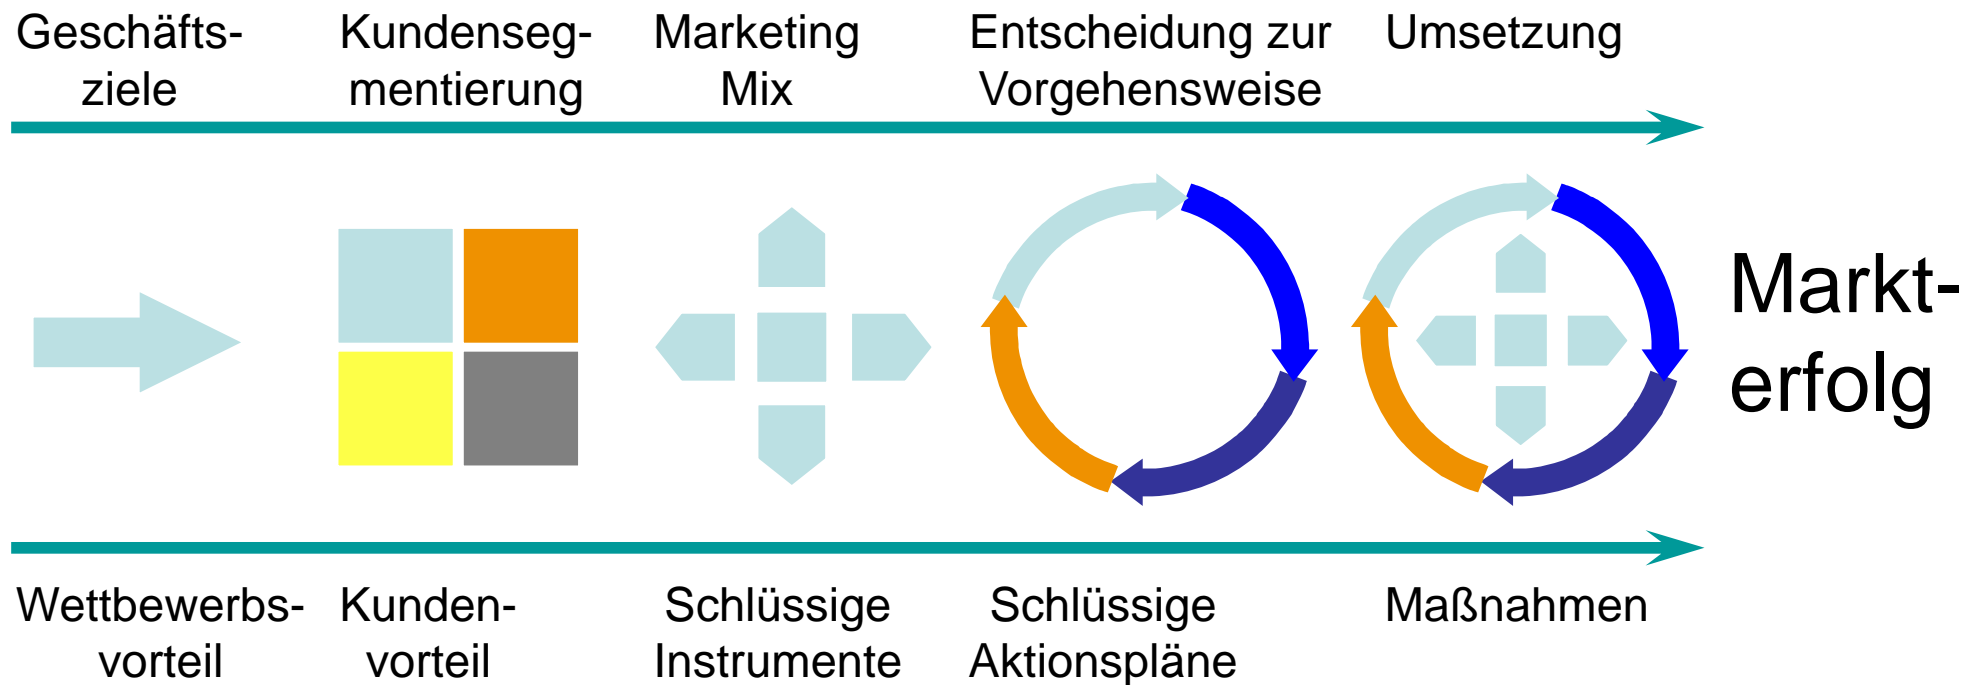 Geschäfts-
ziele
Kundenseg-
mentierung
Marketing
Mix
Entscheidung zur
Vorgehensweise
Umsetzung
Markt-
erfolg
Wettbewerbs-
vorteil
Kunden-
vorteil
Schlüssige
Instrumente
Schlüssige
Aktionspläne
Maßnahmen